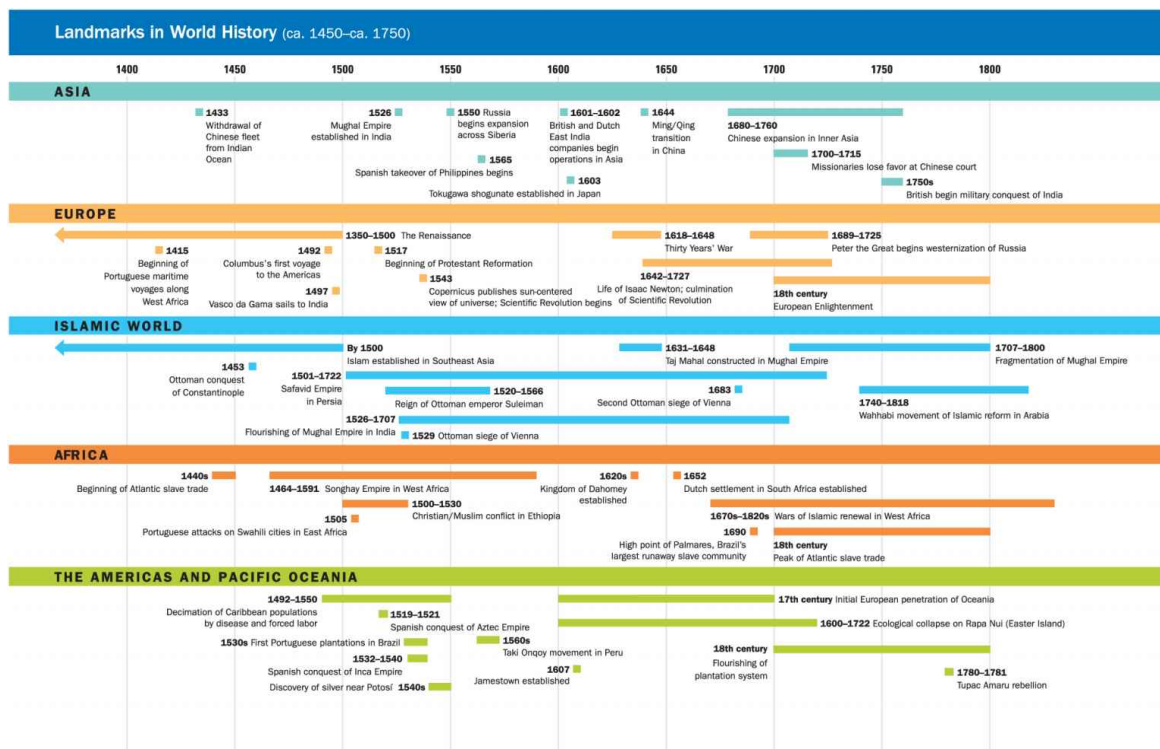 Landmarks in World History (ca. 1450–ca. 1750)
1400 1450 1500 1550 1600 1650 1700 1750 1800
ASIA
1433
Withdrawal of
Chinese fleet
from Indian
Ocean
1526
Mughal Empire
established in India
1550 Russia
begins expansion
across Siberia
1565
Spanish takeover of Philippines begins
1601–1602
British and Dutch
East India
companies begin
operations in Asia
1603
Tokugawa shogunate established in Japan
1644
Ming/Qing
transition
in China
1680–1760
Chinese expansion in Inner Asia
1700–1715
Missionaries lose favor at Chinese court
1750s
British begin military conquest of India
EUROPE
1350–1500 The Renaissance
1415
Beginning of
Portuguese maritime
voyages along
West Africa
1492
Columbus's first voyage
to the Americas
1497
Vasco da Gama sails to India
1517
Beginning of Protestant Reformation
1543
Copernicus publishes sun-centered
view of universe; Scientific Revolution begins
1618–1648
Thirty Years' War
1642–1727
Life of Isaac Newton; culmination
of Scientific Revolution
1689–1725
Peter the Great begins westernization of Russia
18th century
European Enlightenment
ISLAMIC WORLD
By 1500
Islam established in Southeast Asia
1453
Ottoman conquest
of Constantinople
1501–1722
Safavid Empire
in Persia
1520–1566
Reign of Ottoman emperor Suleiman
1526–1707
Flourishing of Mughal Empire in India
1529 Ottoman siege of Vienna
1631–1648
Taj Mahal constructed in Mughal Empire
1683
Second Ottoman siege of Vienna
1707–1800
Fragmentation of Mughal Empire
1740–1818
Wahhabi movement of Islamic reform in Arabia
AFRICA
1440s
Beginning of Atlantic slave trade
1464–1591 Songhay Empire in West Africa
1500–1530
Christian/Muslim conflict in Ethiopia
1505
Portuguese attacks on Swahili cities in East Africa
1620s
Kingdom of Dahomey
established
1652
Dutch settlement in South Africa established
1670s–1820s Wars of Islamic renewal in West Africa
1690
High point of Palmares, Brazil's
largest runaway slave community
18th century
Peak of Atlantic slave trade
THE AMERICAS AND PACIFIC OCEANIA
1492–1550
Decimation of Caribbean populations
by disease and forced labor
1519–1521
Spanish conquest of Aztec Empire
1530s First Portuguese plantations in Brazil
1532–1540
Spanish conquest of Inca Empire
Discovery of silver near Potosí 1540s
1560s
Taki Onqoy movement in Peru
1607
Jamestown established
17th century Initial European penetration of Oceania
1600–1722 Ecological collapse on Rapa Nui (Easter Island)
18th century
Flourishing of
plantation system
1780–1781
Tupac Amaru rebellion